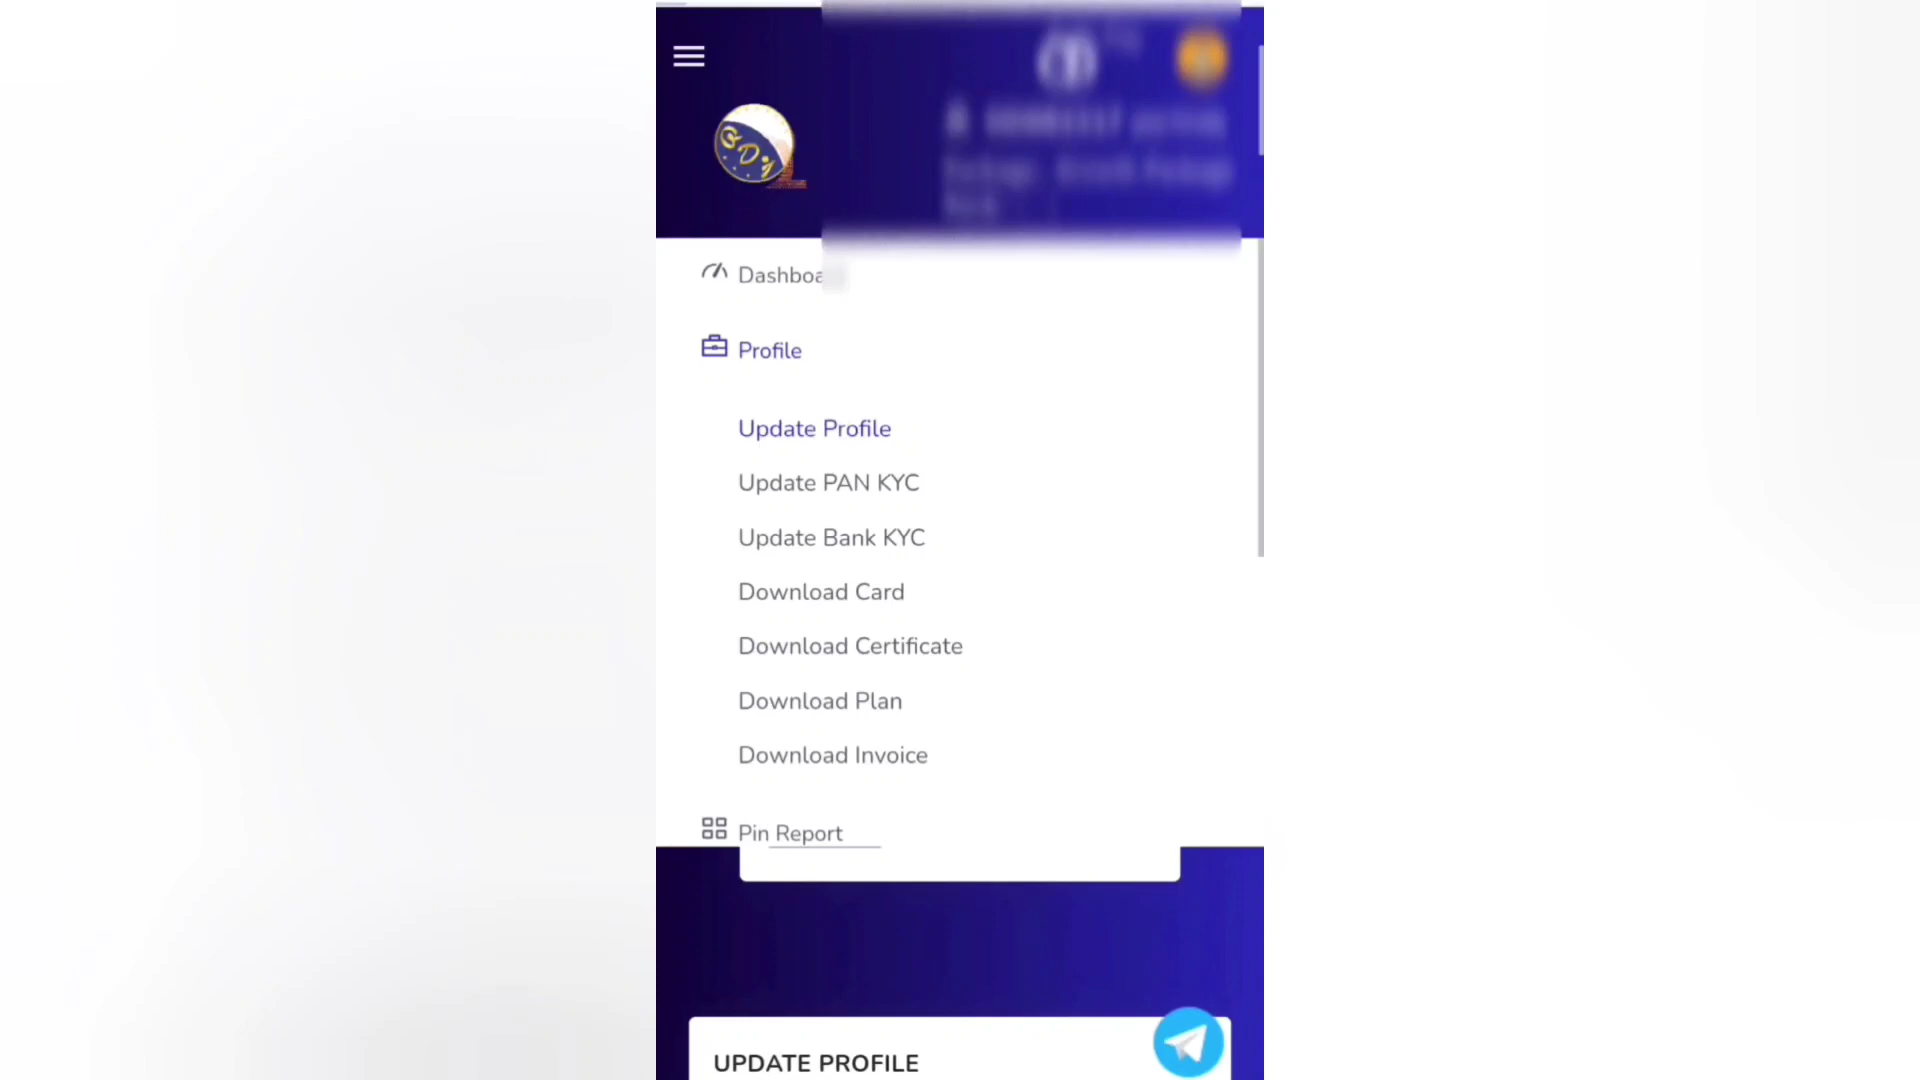 Dashboa
Profile
Update Profile
Update PAN KYC
Update Bank KYC
Download Card
Download Certificate
Download Plan
Download Invoice
Pin Report
UPDATE PROFILE